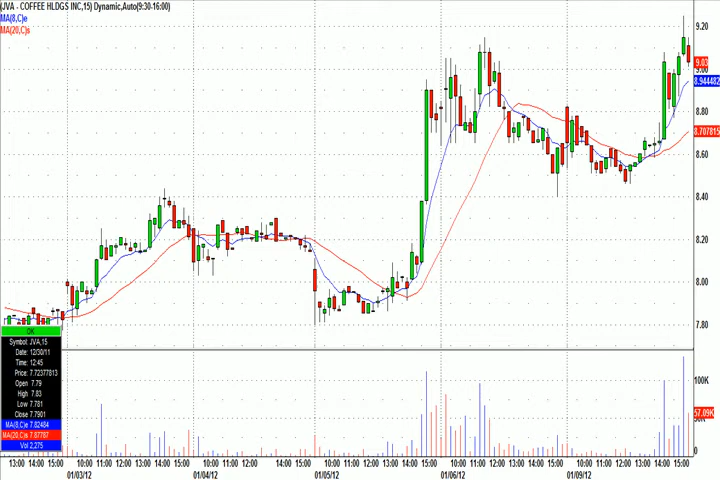 (JVA - COFFEE HLDGS INC,15) Dynamic,Auto(9:30-16:00)
MA(8,C)e
MA(20,C)s
9.20
9.03
9.00
8.944482
8.80
8.707815
8.60
8.40
8.20
8.00
7.80
OK
Symbol: JVA,15
Date: 12/30/11
Time: 12:45
Price: 7.72377813
Open 7.79
High 7.83
Low 7.781
Close 7.7901
MA(8,C)e 7.82484
MA(20,C)s 7.87787
Vol 2,275
100K
57.09K
0
13:00 14:00 15:00 10:00 11:00 12:00 13:00 14:00 15:00 10:00 11:00 12:00 14:00 15:00 10:00 11:00 12:00 13:00 14:00 15:00 10:00 11:00 12:00 13:00 14:00 15:00 10:00 11:00 12:00 13:00 14:00 15:00
01/03/12 01/04/12 01/05/12 01/06/12 01/09/12